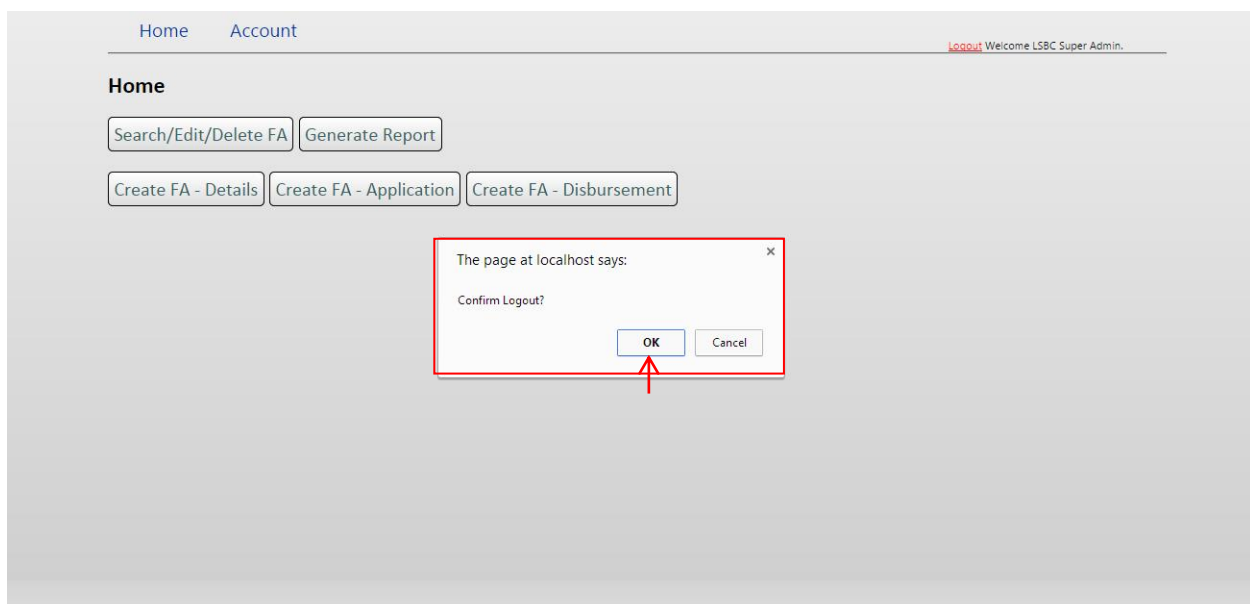 Home Account
Logout Welcome LSBC Super Admin.
Home
Search/Edit/Delete FA Generate Report
Create FA - Details Create FA - Application Create FA - Disbursement
The page at localhost says: ×
Confirm Logout?
OK Cancel